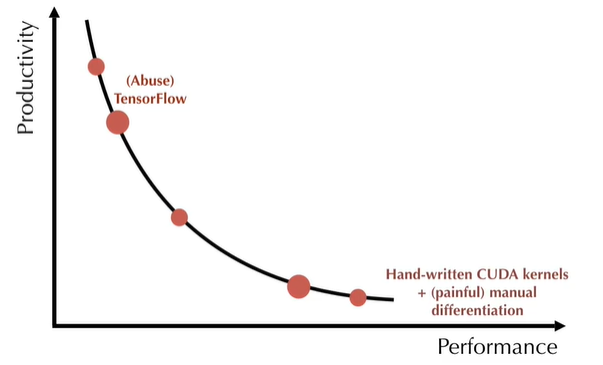 Productivity
(Abuse)
TensorFlow
Hand-written CUDA kernels
+ (painful) manual
differentiation
Performance